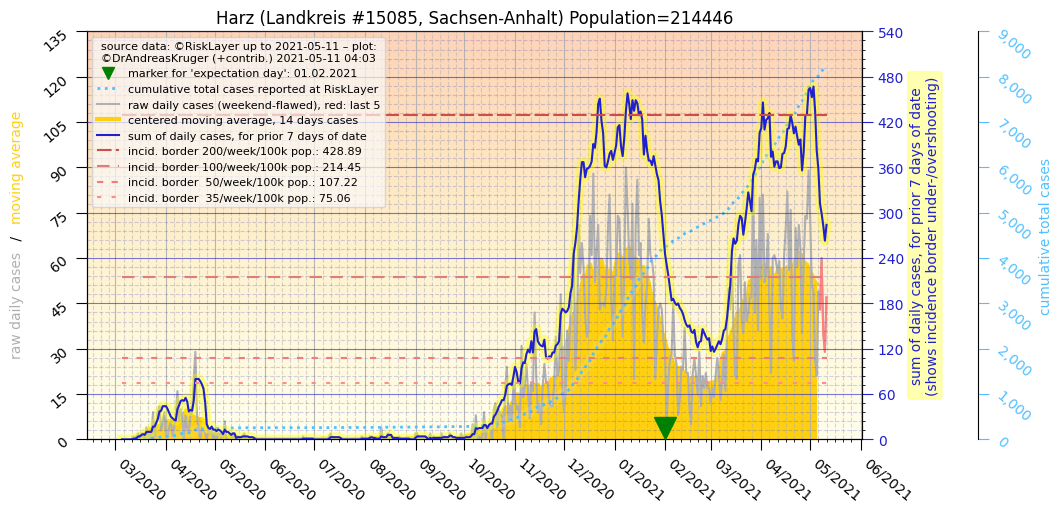 Harz (Landkreis #15085, Sachsen-Anhalt) Population=214446
source data: ©RiskLayer up to 2021-05-11 – plot:
©DrAndreasKruger (+contrib.) 2021-05-11 04:03
marker for 'expectation day': 01.02.2021
cumulative total cases reported at RiskLayer
raw daily cases (weekend-flawed), red: last 5
centered moving average, 14 days cases
sum of daily cases, for prior 7 days of date
incid. border 200/week/100k pop.: 428.89
incid. border 100/week/100k pop.: 214.45
incid. border  50/week/100k pop.: 107.22
incid. border  35/week/100k pop.: 75.06
raw daily cases / moving average
135
120
105
90
75
60
45
30
15
0
03/2020
04/2020
05/2020
06/2020
07/2020
08/2020
09/2020
10/2020
11/2020
12/2020
01/2021
02/2021
03/2021
04/2021
05/2021
06/2021
540
480
420
360
300
240
180
120
60
0
sum of daily cases, for prior 7 days of date
(shows incidence border under-/overshooting)
9,000
8,000
7,000
6,000
5,000
4,000
3,000
2,000
1,000
0
cumulative total cases